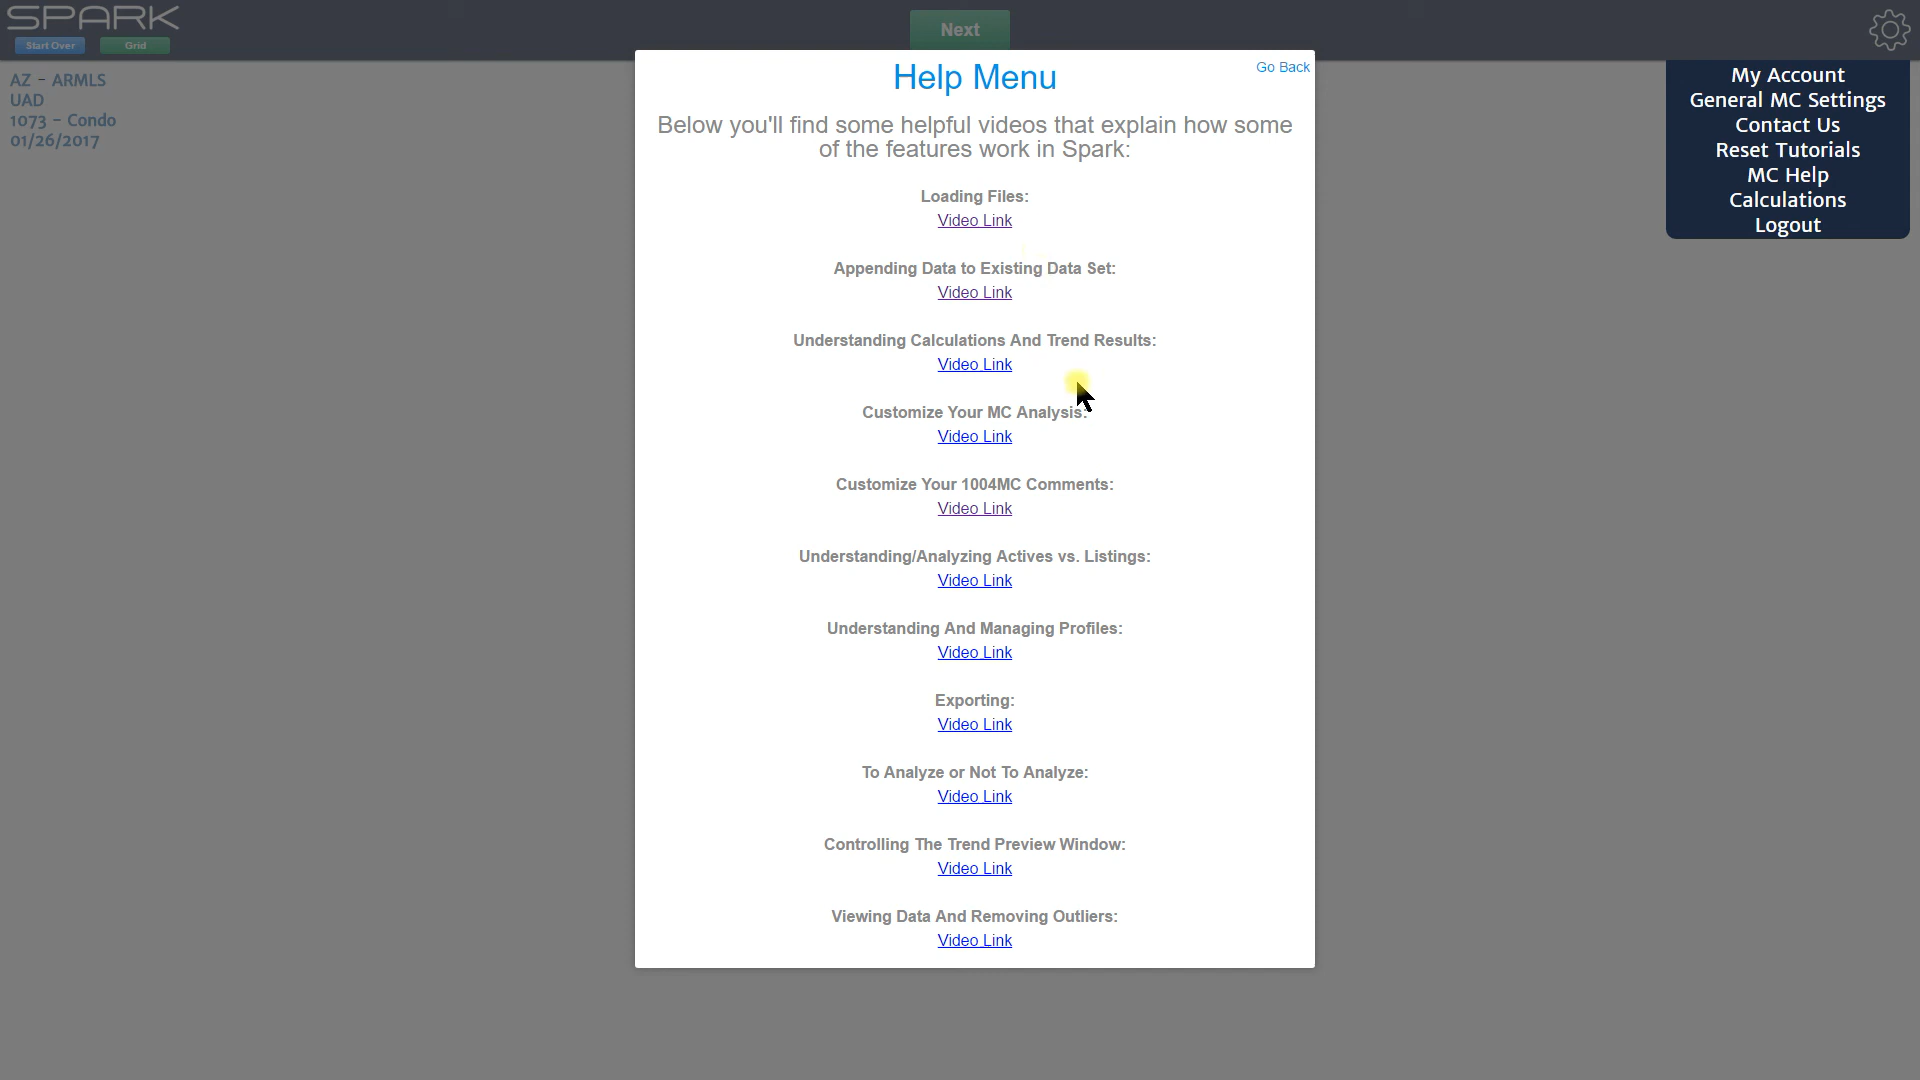 SPARK
Start Over
Grid
Next
AZ - ARMLS
UAD
1073 - Condo
01/26/2017
Go Back
Help Menu
Below you'll find some helpful videos that explain how some
of the features work in Spark:
Loading Files:
Video Link
Appending Data to Existing Data Set:
Video Link
Understanding Calculations And Trend Results:
Video Link
Customize Your MC Analysis:
Video Link
Customize Your 1004MC Comments:
Video Link
Understanding/Analyzing Actives vs. Listings:
Video Link
Understanding And Managing Profiles:
Video Link
Exporting:
Video Link
To Analyze or Not To Analyze:
Video Link
Controlling The Trend Preview Window:
Video Link
Viewing Data And Removing Outliers:
Video Link
My Account
General MC Settings
Contact Us
Reset Tutorials
MC Help
Calculations
Logout